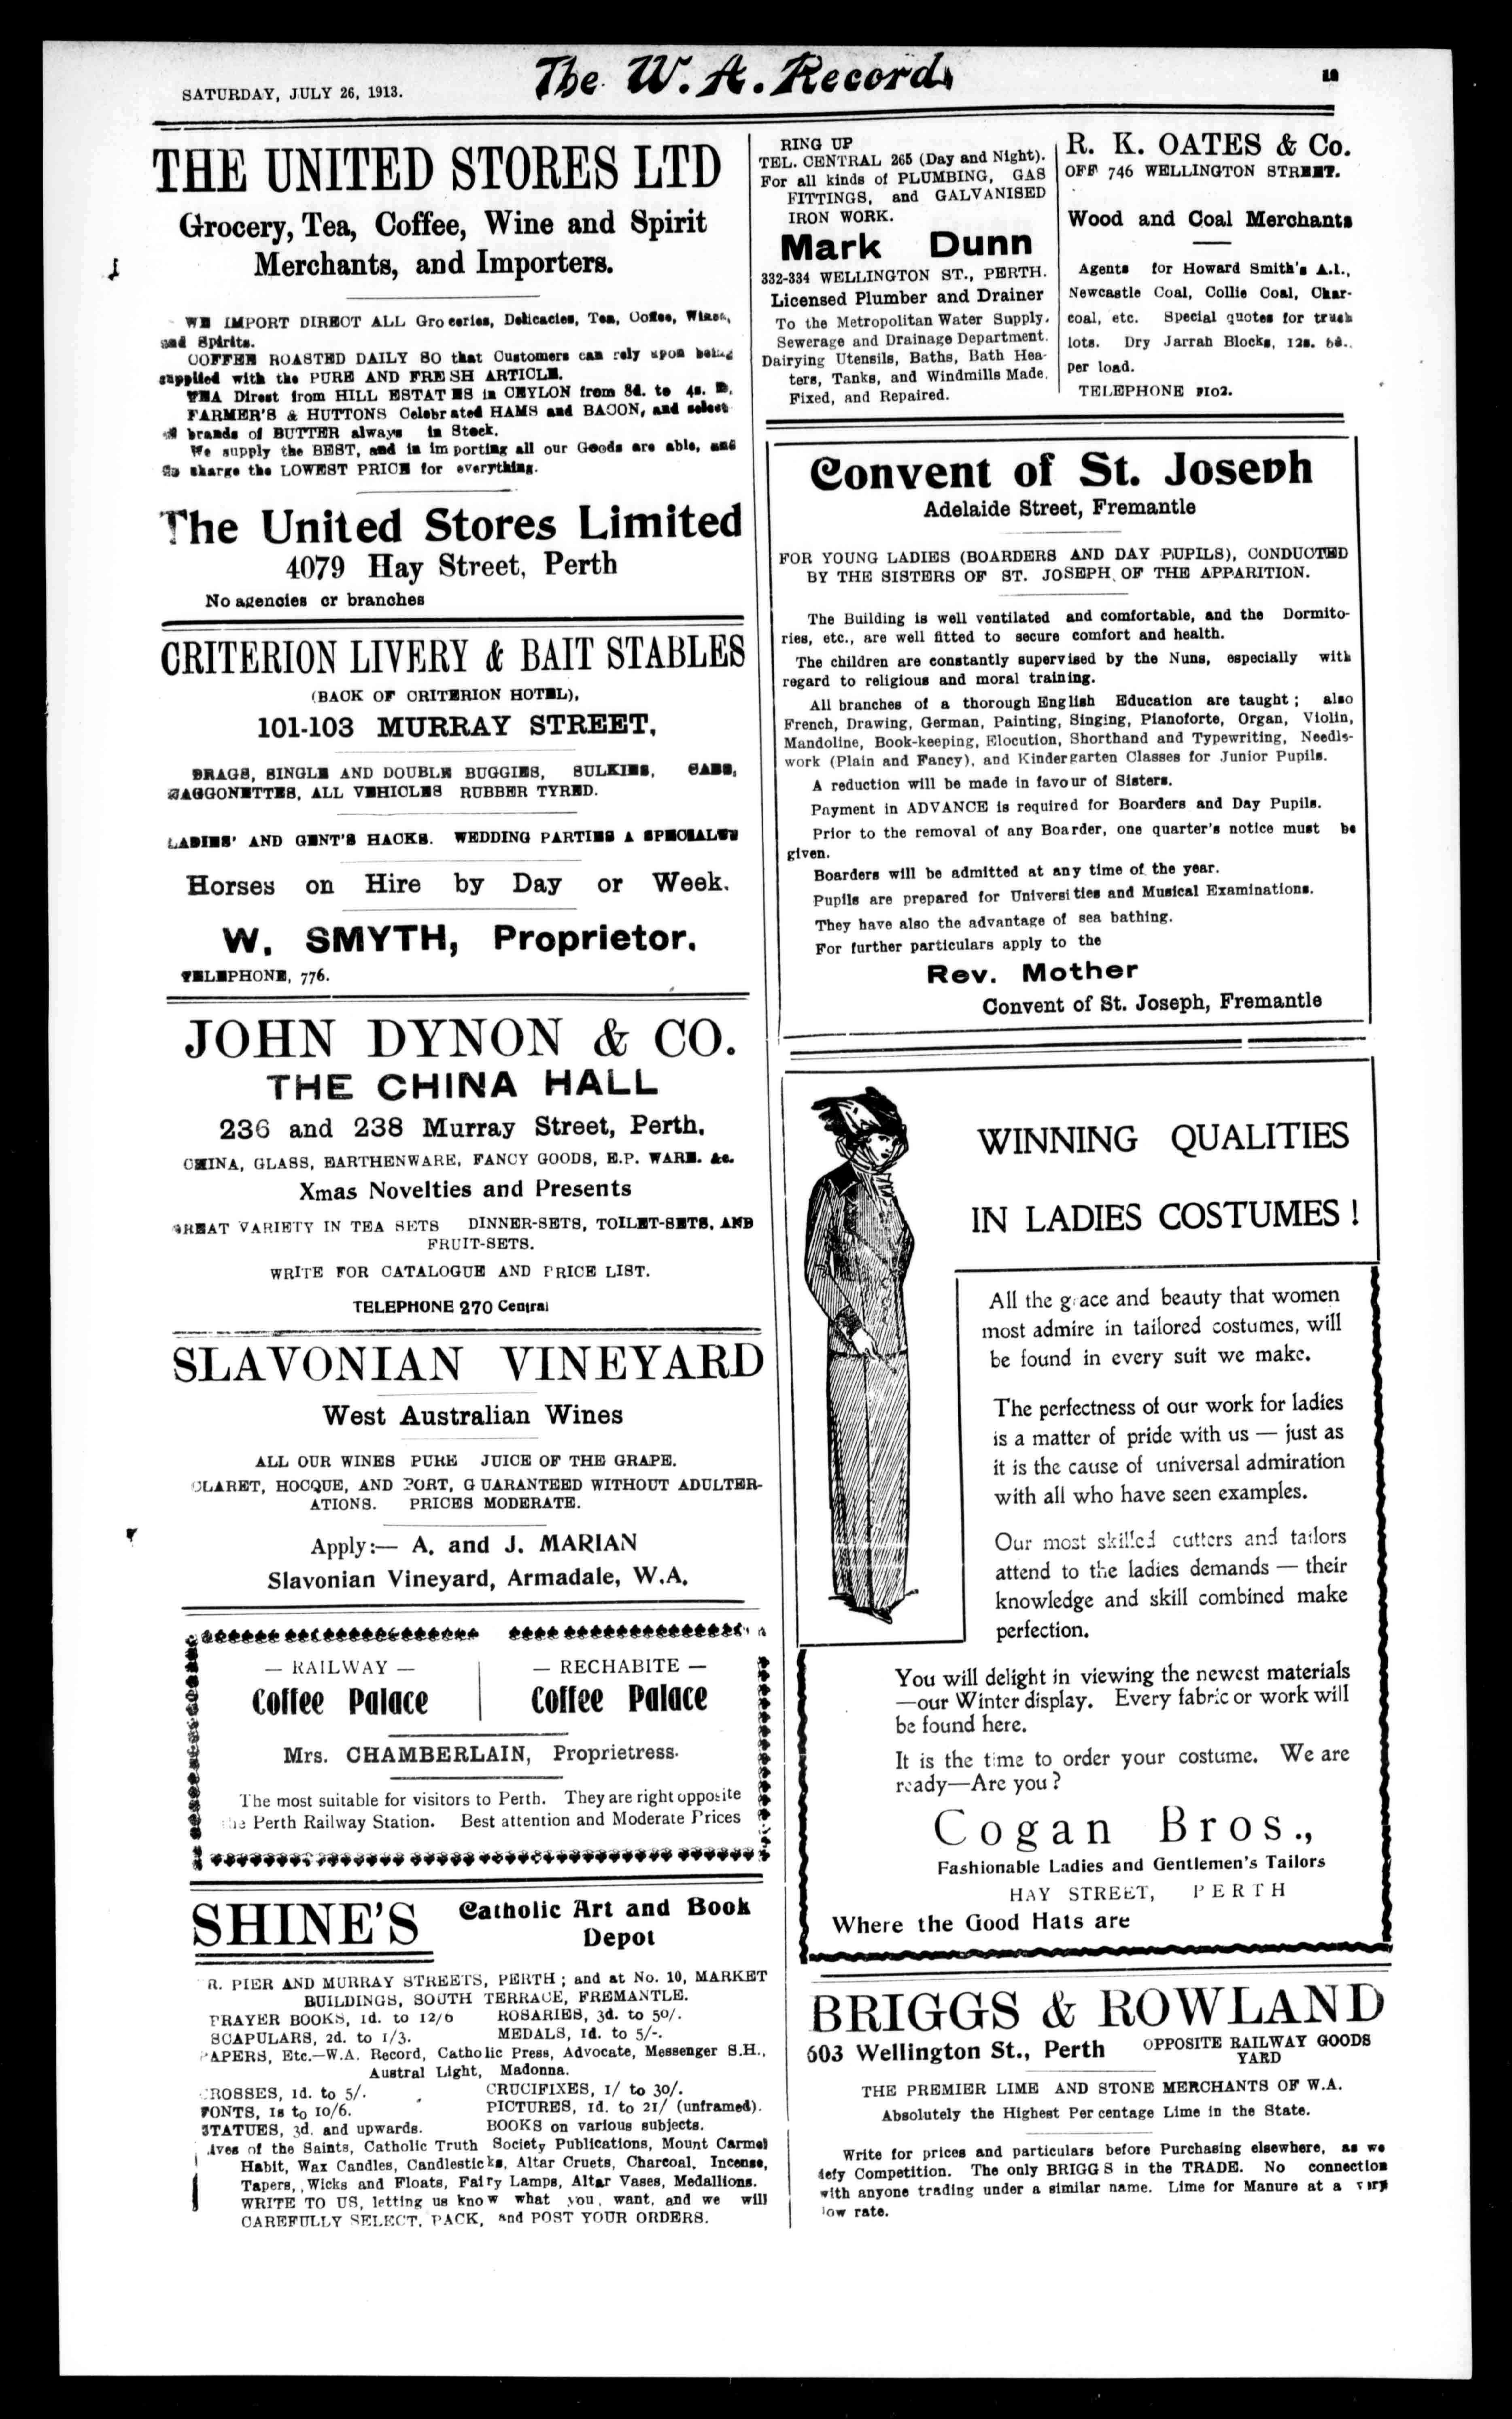 SATURDAY, JULY 26, 1913.
The W. A. Record
THE UNITED STORES LTD
Grocery, Tea, Coffee, Wine and Spirit
Merchants, and Importers.
WE IMPORT DIRECT ALL Groceries, Delicacies, Tea, Coffee, Wines,
and Spirits.
COFFEE ROASTED DAILY SO that Customers can rely upon being
supplied with the PURE AND FRESH ARTICLE.
TEA Direst from HILL ESTATES in CEYLON from 8d. to 4s. lb.
FARMER'S & HUTTONS Celebrated HAMS and BACON, and select
brands of BUTTER always in Stock.
We supply the BEST, and in importing all our Goods are able, and
do charge the LOWEST PRICE for everything.
The United Stores Limited
4079 Hay Street, Perth
No agencies or branches
CRITERION LIVERY & BAIT STABLES
(BACK OF CRITERION HOTEL),
101-103 MURRAY STREET,
DRAGS, SINGLE AND DOUBLE BUGGIES, SULKIES, CABS,
WAGGONETTES, ALL VEHICLES RUBBER TYRED.
LADIES' AND GENT'S HACKS. WEDDING PARTIES A SPECIALTY
Horses on Hire by Day or Week.
W. SMYTH, Proprietor.
TELEPHONE, 776.
JOHN DYNON & CO.
THE CHINA HALL
236 and 238 Murray Street, Perth.
CHINA, GLASS, EARTHENWARE, FANCY GOODS, E.P. WARE. &c.
Xmas Novelties and Presents
GREAT VARIETY IN TEA SETS DINNER-SETS, TOILET-SETS, AND
FRUIT-SETS.
WRITE FOR CATALOGUE AND PRICE LIST.
TELEPHONE 270 Central
SLAVONIAN VINEYARD
West Australian Wines
ALL OUR WINES PURE JUICE OF THE GRAPE.
CLARET, HOCQUE, AND PORT, GUARANTEED WITHOUT ADULTER-
ATIONS. PRICES MODERATE.
Apply:— A. and J. MARIAN
Slavonian Vineyard, Armadale, W.A.
— RAILWAY —
Coffee Palace
— RECHABITE —
Coffee Palace
Mrs. CHAMBERLAIN, Proprietress.
The most suitable for visitors to Perth. They are right opposite
the Perth Railway Station. Best attention and Moderate Prices
SHINE'S Catholic Art and Book
Depot
R. PIER AND MURRAY STREETS, PERTH; and at No. 10, MARKET
BUILDINGS, SOUTH TERRACE, FREMANTLE.
PRAYER BOOKS, 1d. to 12/6 ROSARIES, 3d. to 50/.
SCAPULARS, 2d. to 1/3. MEDALS, 1d. to 5/-.
PAPERS, Etc.—W.A. Record, Catholic Press, Advocate, Messenger S.H.,
Austral Light, Madonna.
CROSSES, 1d. to 5/. CRUCIFIXES, 1/ to 30/.
FONTS, 1s to 10/6. PICTURES, 1d. to 21/ (unframed).
STATUES, 3d. and upwards. BOOKS on various subjects.
Lives of the Saints, Catholic Truth Society Publications, Mount Carmel
Habit, Wax Candles, Candlesticks, Altar Cruets, Charcoal, Incense,
Tapers, Wicks and Floats, Fairy Lamps, Altar Vases, Medallions.
WRITE TO US, letting us know what you, want, and we will
CAREFULLY SELECT, PACK, and POST YOUR ORDERS.
RING UP
TEL. CENTRAL 265 (Day and Night).
For all kinds of PLUMBING, GAS
FITTINGS, and GALVANISED
IRON WORK.
Mark Dunn
332-334 WELLINGTON ST., PERTH.
Licensed Plumber and Drainer
To the Metropolitan Water Supply.
Sewerage and Drainage Department.
Dairying Utensils, Baths, Bath Hea-
ters, Tanks, and Windmills Made,
Fixed, and Repaired.
R. K. OATES & Co.
OFF 746 WELLINGTON STREET.
Wood and Coal Merchants
Agents for Howard Smith's A.1.,
Newcastle Coal, Collie Coal, Char-
coal, etc. Special quotes for truck
lots. Dry Jarrah Blocks, 12s. 6d.,
per load.
TELEPHONE 2102.
Convent of St. Joseph
Adelaide Street, Fremantle
FOR YOUNG LADIES (BOARDERS AND DAY PUPILS), CONDUCTED
BY THE SISTERS OF ST. JOSEPH OF THE APPARITION.
The Building is well ventilated and comfortable, and the Dormito-
ries, etc., are well fitted to secure comfort and health.
The children are constantly supervised by the Nuns, especially with
regard to religious and moral training.
All branches of a thorough English Education are taught; also
French, Drawing, German, Painting, Singing, Pianoforte, Organ, Violin,
Mandoline, Book-keeping, Elocution, Shorthand and Typewriting, Needls-
work (Plain and Fancy), and Kindergarten Classes for Junior Pupils.
A reduction will be made in favour of Sisters.
Payment in ADVANCE is required for Boarders and Day Pupils.
Prior to the removal of any Boarder, one quarter's notice must be
given.
Boarders will be admitted at any time of the year.
Pupils are prepared for Universities and Musical Examinations.
They have also the advantage of sea bathing.
For further particulars apply to the
Rev. Mother
Convent of St. Joseph, Fremantle
WINNING QUALITIES
IN LADIES COSTUMES!
All the grace and beauty that women
most admire in tailored costumes, will
be found in every suit we make.
The perfectness of our work for ladies
is a matter of pride with us — just as
it is the cause of universal admiration
with all who have seen examples.
Our most skilled cutters and tailors
attend to the ladies demands — their
knowledge and skill combined make
perfection.
You will delight in viewing the newest materials
—our Winter display. Every fabric or work will
be found here.
It is the time to order your costume. We are
ready—Are you?
Cogan Bros.,
Fashionable Ladies and Gentlemen's Tailors
HAY STREET, PERTH
Where the Good Hats are
BRIGGS & ROWLAND
603 Wellington St., Perth OPPOSITE RAILWAY GOODS
YARD
THE PREMIER LIME AND STONE MERCHANTS OF W.A.
Absolutely the Highest Percentage Lime in the State.
Write for prices and particulars before Purchasing elsewhere, as we
defy Competition. The only BRIGGS in the TRADE. No connection
with anyone trading under a similar name. Lime for Manure at a very
low rate.